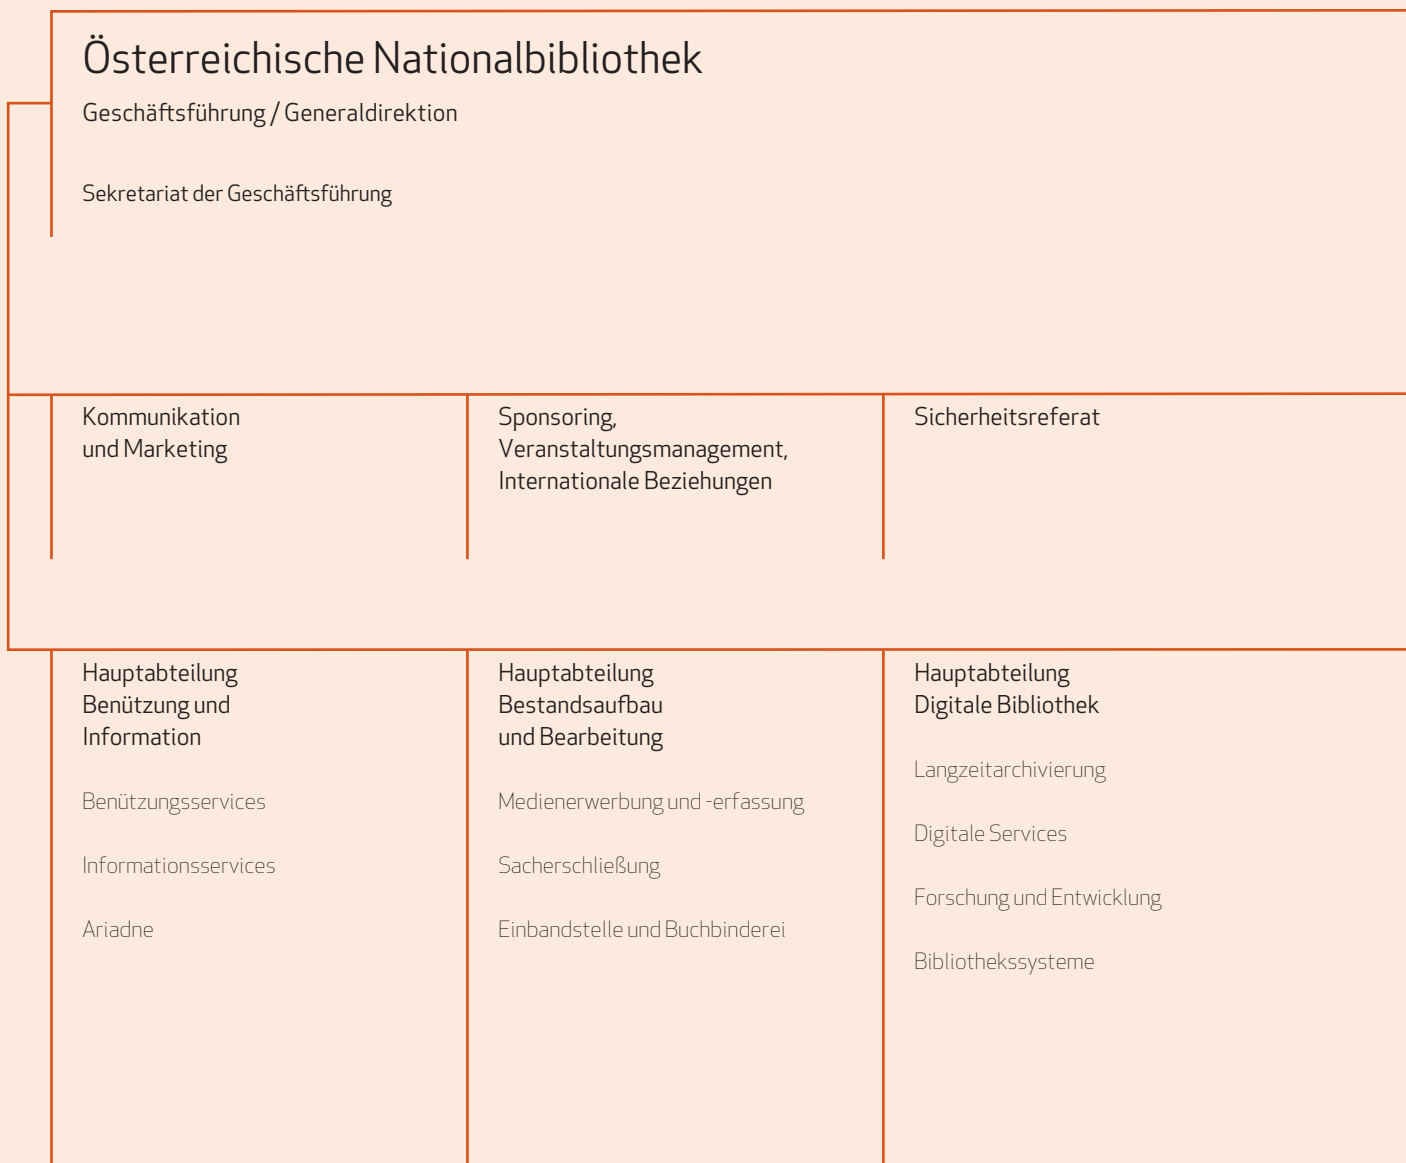 Österreichische Nationalbibliothek
Geschäftsführung / Generaldirektion
Sekretariat der Geschäftsführung
Kommunikation
und Marketing
Sponsoring,
Veranstaltungsmanagement,
Internationale Beziehungen
Sicherheitsreferat
Hauptabteilung
Benützung und
Information
Benützungsservices
Informationsservices
Ariadne
Hauptabteilung
Bestandsaufbau
und Bearbeitung
Medienerwerbung und -erfassung
Sacherschließung
Einbandstelle und Buchbinderei
Hauptabteilung
Digitale Bibliothek
Langzeitarchivierung
Digitale Services
Forschung und Entwicklung
Bibliothekssysteme